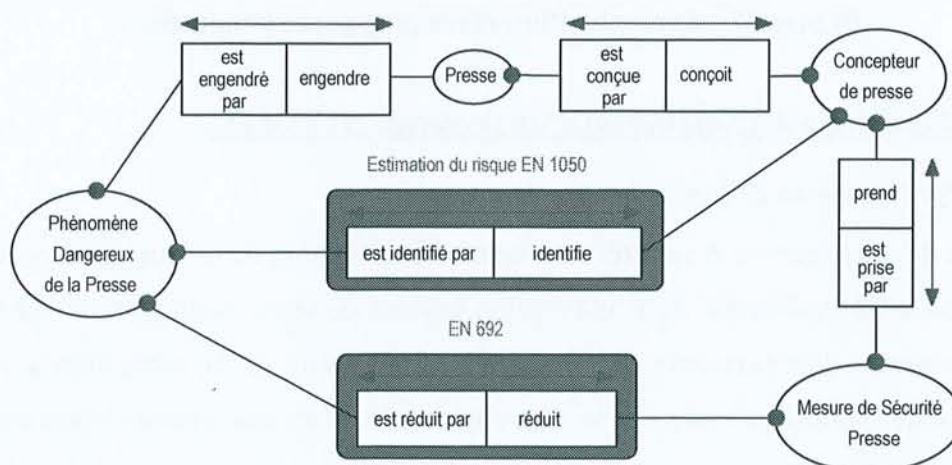 est
engendré
par
engendre
Presse
est
conçue
par
conçoit
Concepteur
de presse
Estimation du risque EN 1050
prend
Phènomène
Dangereux
de la Presse
est identifié par
identifie
est
prise
par
EN 692
est réduit par
réduit
Mesure de Sécurité
Presse